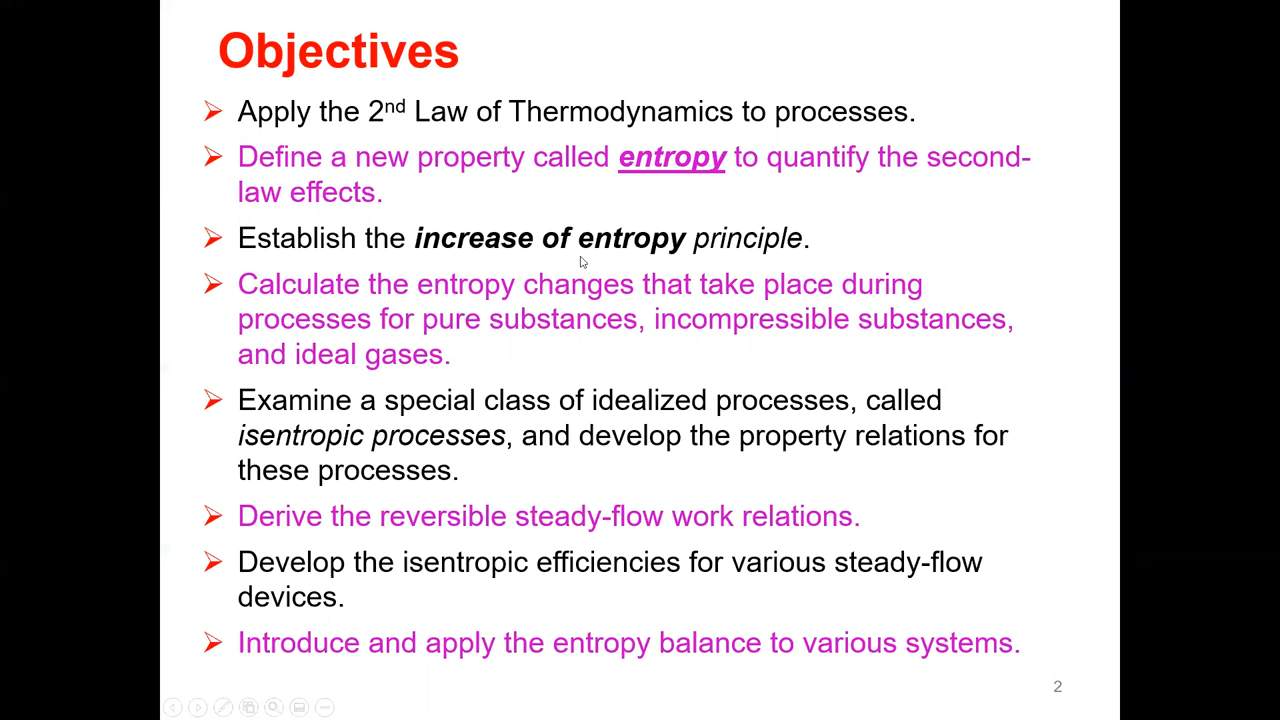 Objectives
Apply the 2nd Law of Thermodynamics to processes.
Define a new property called entropy to quantify the second-
law effects.
Establish the increase of entropy principle.
Calculate the entropy changes that take place during
processes for pure substances, incompressible substances,
and ideal gases.
Examine a special class of idealized processes, called
isentropic processes, and develop the property relations for
these processes.
Derive the reversible steady-flow work relations.
Develop the isentropic efficiencies for various steady-flow
devices.
Introduce and apply the entropy balance to various systems.
2